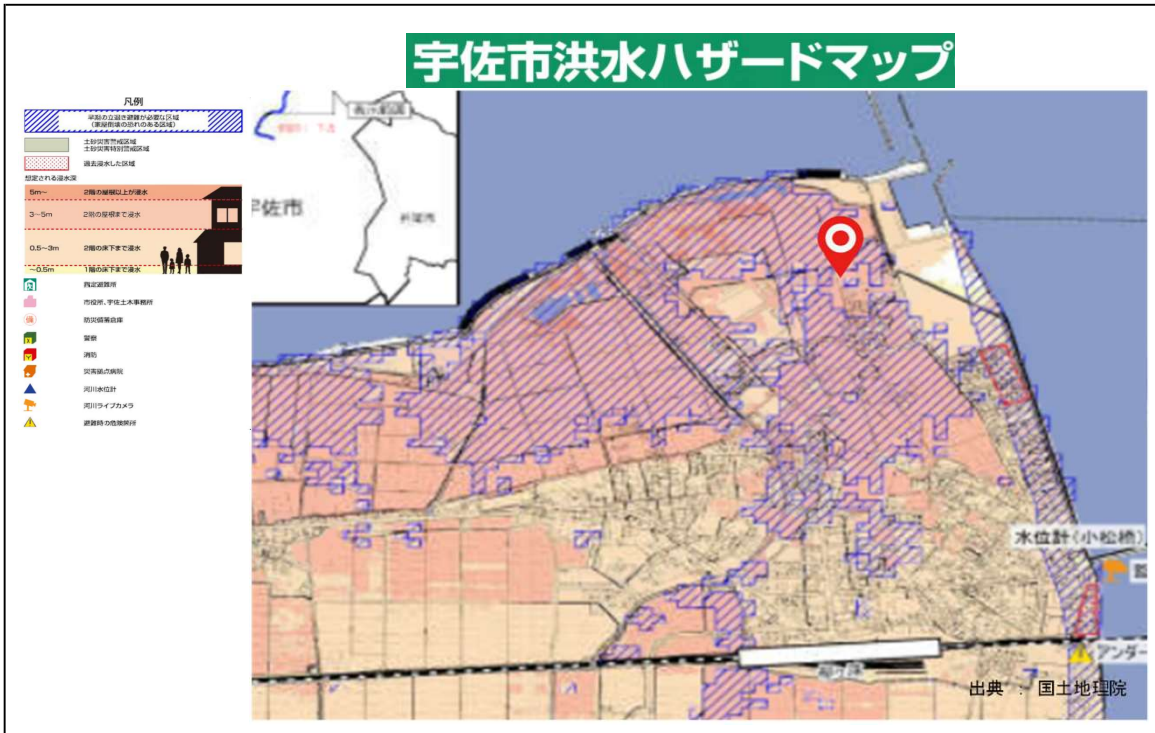 宇佐市洪水ハザードマップ
凡例
早期の立退き避難が必要な区域
(家屋倒壊の恐れのある区域)
土砂災害警戒区域
土砂災害特別警戒区域
過去浸水した区域
想定される浸水深
5m〜 2階の屋根以上が浸水
3〜5m 2階の屋根まで浸水
0.5〜3m 2階の床下まで浸水
〜0.5m 1階の床下まで浸水
指定避難所
市役所、宇佐土木事務所
防災備蓄倉庫
警察
消防
災害拠点病院
河川水位計
河川ライブカメラ
避難時の危険箇所
宇佐市
水位計(小松橋)
アンダー
柳ヶ浦
出典 : 国土地理院